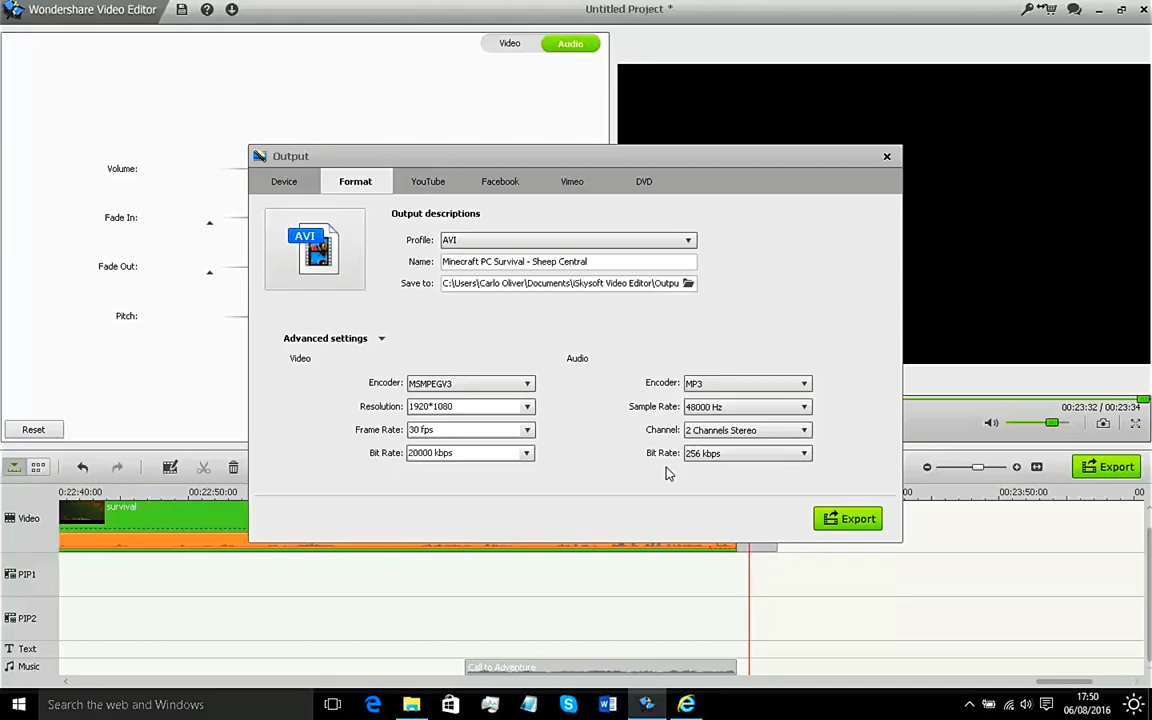 Wondershare Video Editor
Untitled Project *
Video
Audio
Volume:
Fade In:
Fade Out:
Pitch:
Reset
Output
Device
Format
YouTube
Facebook
Vimeo
DVD
AVI
Output descriptions
Profile:
AVI
Name:
Minecraft PC Survival - Sheep Central
Save to:
C:\Users\Carlo Oliver\Documents\iSkysoft Video Editor\Outpu
Advanced settings
Video
Audio
Encoder:
MSMPEGV3
Encoder:
MP3
Resolution:
1920*1080
Sample Rate:
48000 Hz
Frame Rate:
30 fps
Channel:
2 Channels Stereo
Bit Rate:
20000 kbps
Bit Rate:
256 kbps
Export
00:23:32 / 00:23:34
Export
0:22:40:00
00:22:50:00
00
00:23:50:00
00
Video
survival
PIP1
PIP2
Text
Music
Call to Adventure
Search the web and Windows
17:50
06/08/2016